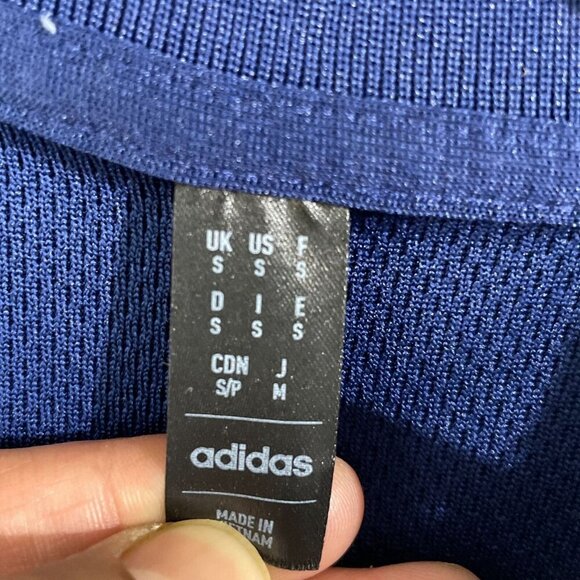 UK US F
S S S
D I E
S S S
CDN J
S/P M
adidas
MADE IN
VIETNAM